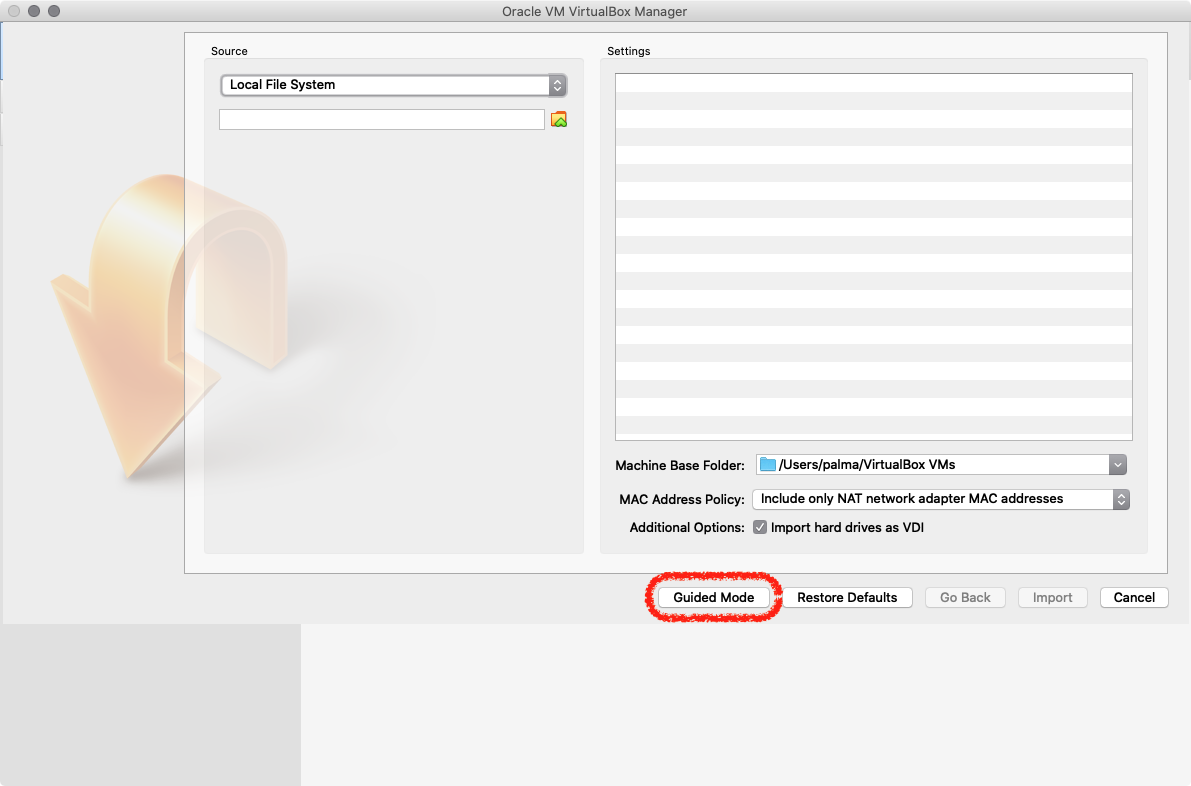 Oracle VM VirtualBox Manager
Source
Local File System
Settings
Machine Base Folder: /Users/palma/VirtualBox VMs
MAC Address Policy: Include only NAT network adapter MAC addresses
Additional Options: Import hard drives as VDI
Guided Mode Restore Defaults Go Back Import Cancel